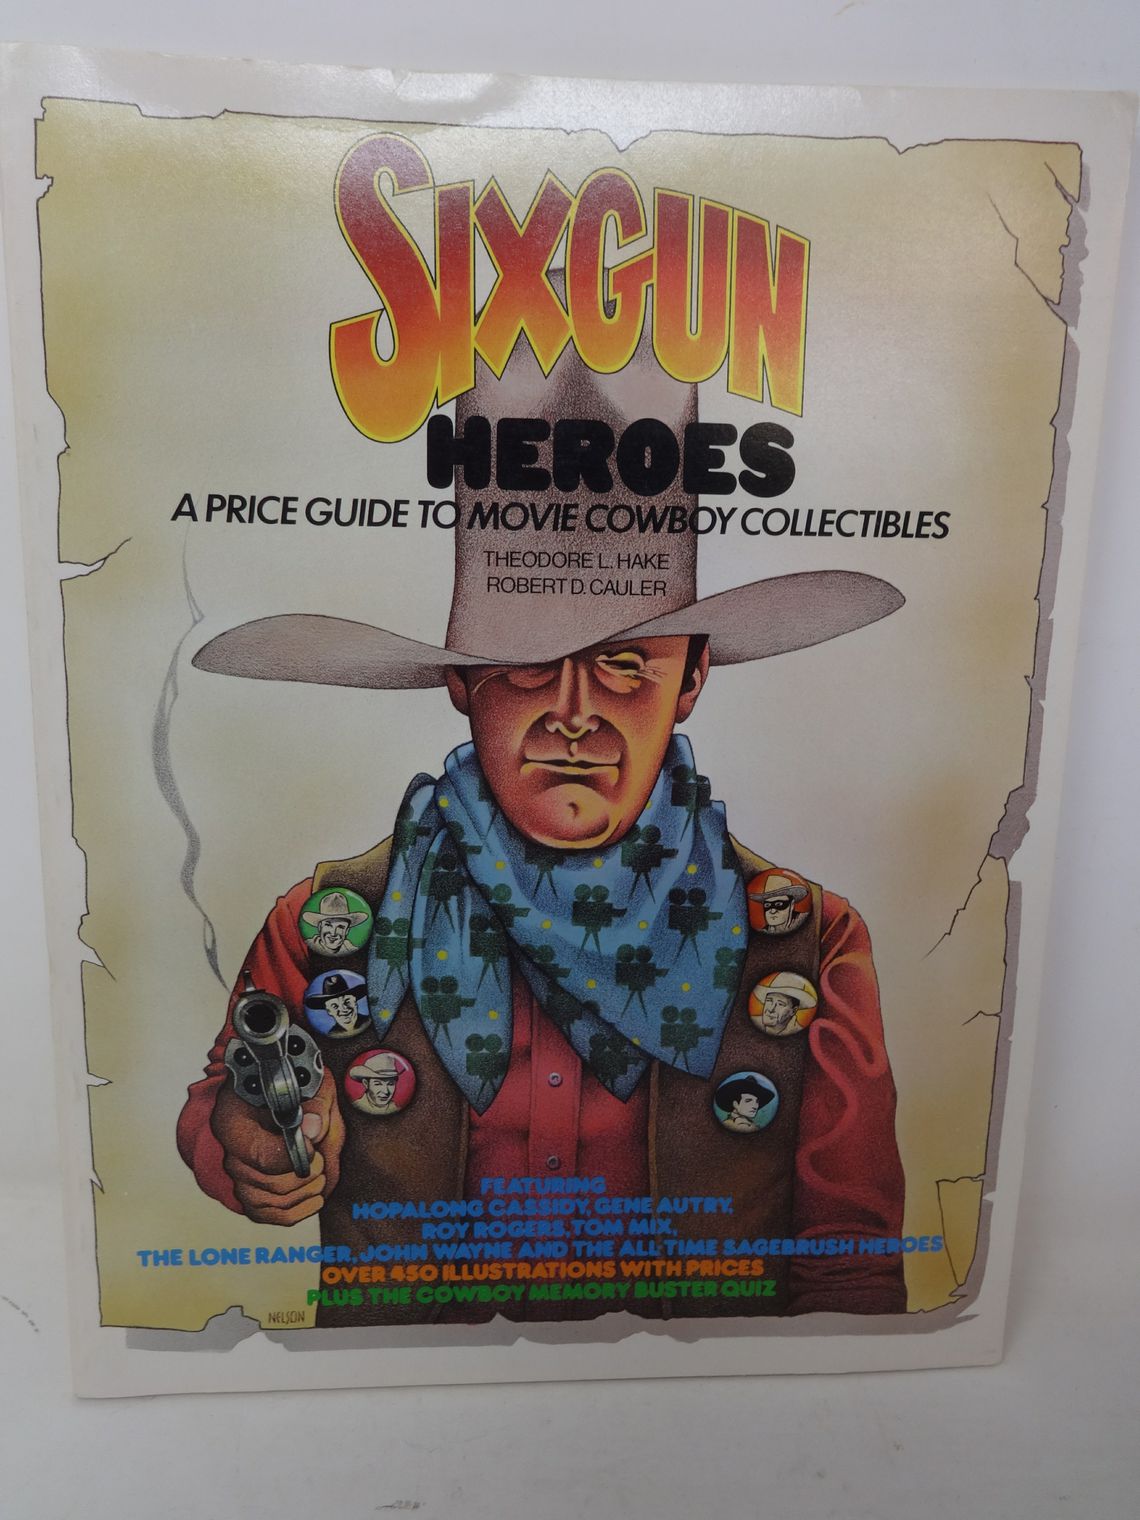 SIXGUN
HEROES
A PRICE GUIDE TO MOVIE COWBOY COLLECTIBLES
THEODORE L. HAKE
ROBERT D. CAULER
FEATURING
HOPALONG CASSIDY, GENE AUTRY,
ROY ROGERS, TOM MIX,
THE LONE RANGER, JOHN WAYNE AND THE ALL TIME SAGEBRUSH HEROES
OVER 450 ILLUSTRATIONS WITH PRICES
PLUS THE COWBOY MEMORY BUSTER QUIZ
NELSON